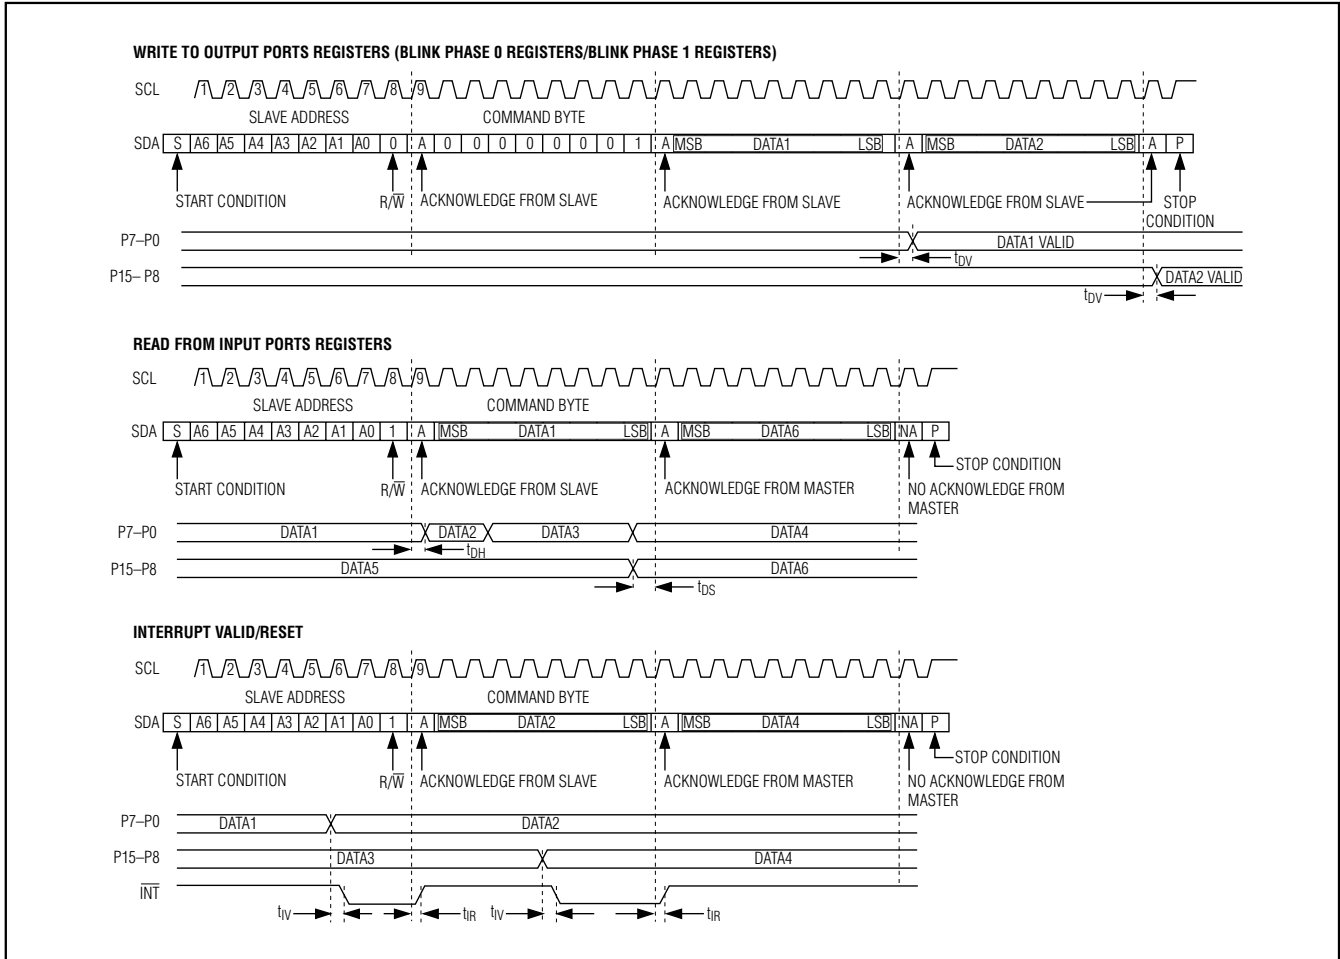 WRITE TO OUTPUT PORTS REGISTERS (BLINK PHASE 0 REGISTERS/BLINK PHASE 1 REGISTERS)
SCL 1 2 3 4 5 6 7 8 9
SLAVE ADDRESS COMMAND BYTE
SDA S A6 A5 A4 A3 A2 A1 A0 0 A 0 0 0 0 0 0 0 1 A MSB DATA1 LSB A MSB DATA2 LSB A P
START CONDITION R/W̅ ACKNOWLEDGE FROM SLAVE ACKNOWLEDGE FROM SLAVE ACKNOWLEDGE FROM SLAVE STOP
CONDITION
P7–P0 DATA1 VALID
tDV
P15– P8 DATA2 VALID
tDV
READ FROM INPUT PORTS REGISTERS
SCL 1 2 3 4 5 6 7 8 9
SLAVE ADDRESS COMMAND BYTE
SDA S A6 A5 A4 A3 A2 A1 A0 1 A MSB DATA1 LSB A MSB DATA6 LSB NA P
STOP CONDITION
START CONDITION R/W̅ ACKNOWLEDGE FROM SLAVE ACKNOWLEDGE FROM MASTER NO ACKNOWLEDGE FROM
MASTER
P7–P0 DATA1 DATA2 DATA3 DATA4
tDH
P15–P8 DATA5 DATA6
tDS
INTERRUPT VALID/RESET
SCL 1 2 3 4 5 6 7 8 9
SLAVE ADDRESS COMMAND BYTE
SDA S A6 A5 A4 A3 A2 A1 A0 1 A MSB DATA2 LSB A MSB DATA4 LSB NA P
STOP CONDITION
START CONDITION R/W̅ ACKNOWLEDGE FROM SLAVE ACKNOWLEDGE FROM MASTER NO ACKNOWLEDGE FROM
MASTER
P7–P0 DATA1 DATA2
P15–P8 DATA3 DATA4
I̅N̅T̅
tIV tIR tIV tIR